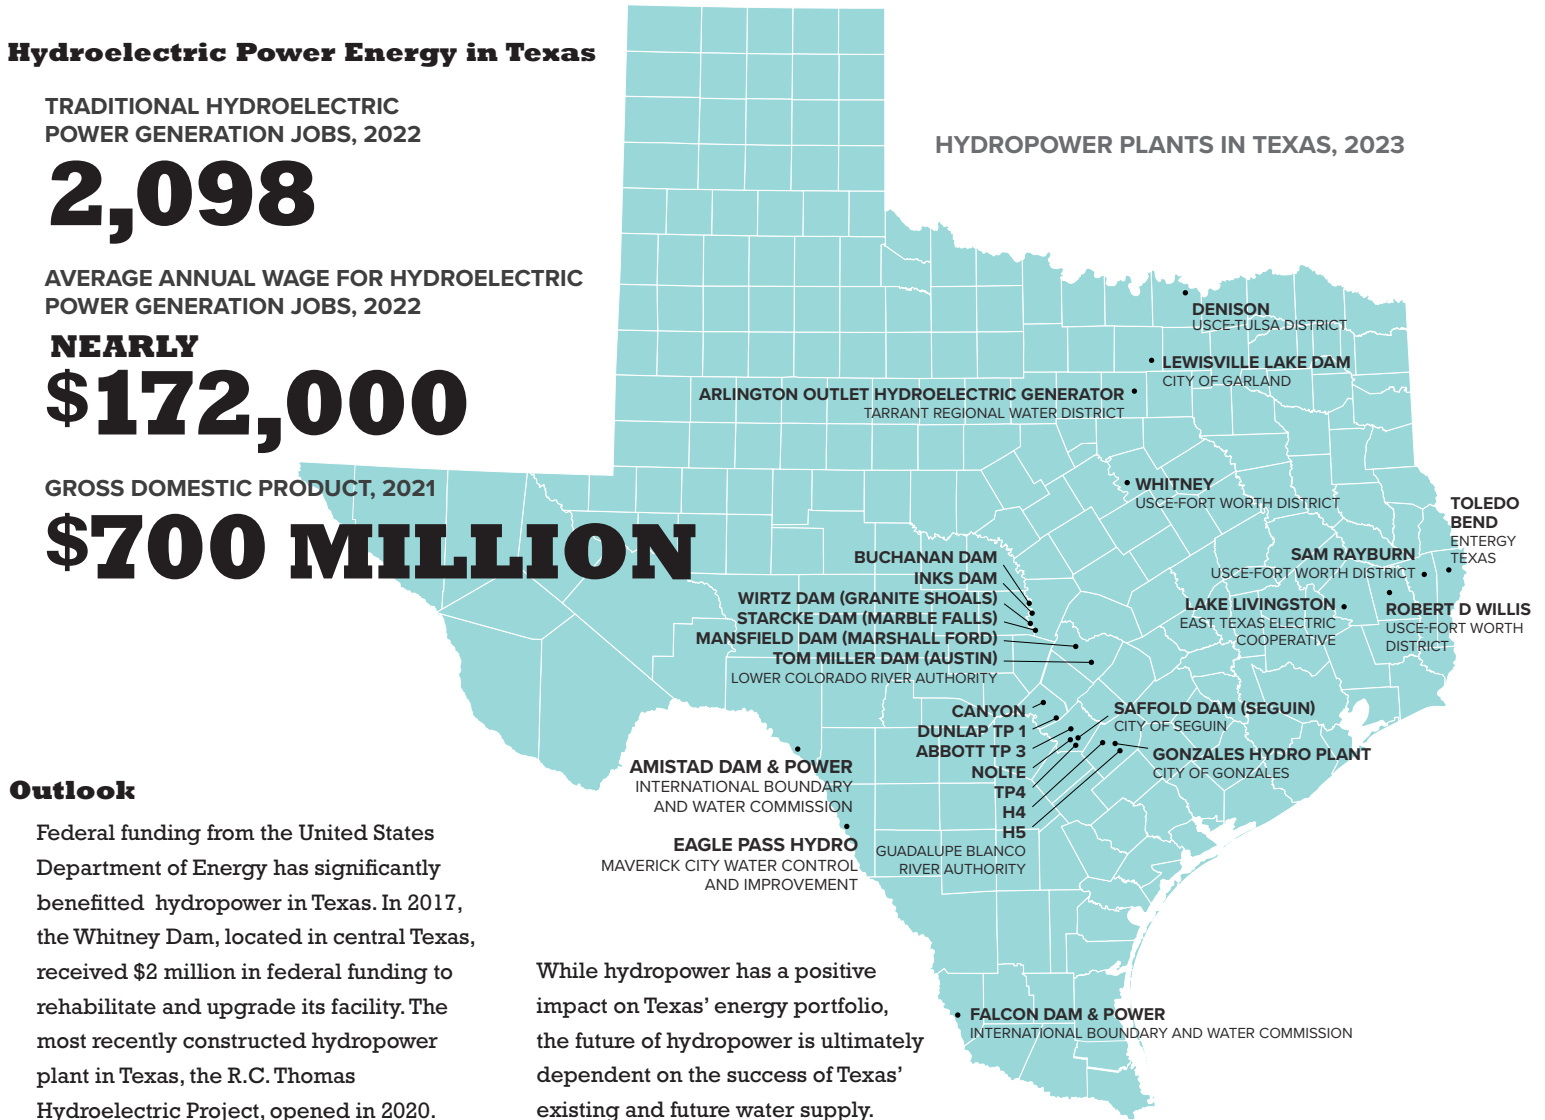 Hydroelectric Power Energy in Texas
TRADITIONAL HYDROELECTRIC
POWER GENERATION JOBS, 2022
2,098
AVERAGE ANNUAL WAGE FOR HYDROELECTRIC
POWER GENERATION JOBS, 2022
NEARLY
$172,000
GROSS DOMESTIC PRODUCT, 2021
$700 MILLION
HYDROPOWER PLANTS IN TEXAS, 2023
DENISON
USCE-TULSA DISTRICT
LEWISVILLE LAKE DAM
CITY OF GARLAND
ARLINGTON OUTLET HYDROELECTRIC GENERATOR
TARRANT REGIONAL WATER DISTRICT
WHITNEY
USCE-FORT WORTH DISTRICT
TOLEDO
BEND
ENTERGY
TEXAS
SAM RAYBURN
USCE-FORT WORTH DISTRICT
LAKE LIVINGSTON
EAST TEXAS ELECTRIC
COOPERATIVE
ROBERT D WILLIS
USCE-FORT WORTH
DISTRICT
BUCHANAN DAM
INKS DAM
WIRTZ DAM (GRANITE SHOALS)
STARCKE DAM (MARBLE FALLS)
MANSFIELD DAM (MARSHALL FORD)
TOM MILLER DAM (AUSTIN)
LOWER COLORADO RIVER AUTHORITY
CANYON
DUNLAP TP 1
ABBOTT TP 3
NOLTE
TP4
H4
H5
GUADALUPE BLANCO
RIVER AUTHORITY
SAFFOLD DAM (SEGUIN)
CITY OF SEGUIN
GONZALES HYDRO PLANT
CITY OF GONZALES
AMISTAD DAM & POWER
INTERNATIONAL BOUNDARY
AND WATER COMMISSION
EAGLE PASS HYDRO
MAVERICK CITY WATER CONTROL
AND IMPROVEMENT
FALCON DAM & POWER
INTERNATIONAL BOUNDARY AND WATER COMMISSION
Outlook
Federal funding from the United States
Department of Energy has significantly
benefitted hydropower in Texas. In 2017,
the Whitney Dam, located in central Texas,
received $2 million in federal funding to
rehabilitate and upgrade its facility. The
most recently constructed hydropower
plant in Texas, the R.C. Thomas
Hydroelectric Project, opened in 2020.
While hydropower has a positive
impact on Texas' energy portfolio,
the future of hydropower is ultimately
dependent on the success of Texas'
existing and future water supply.